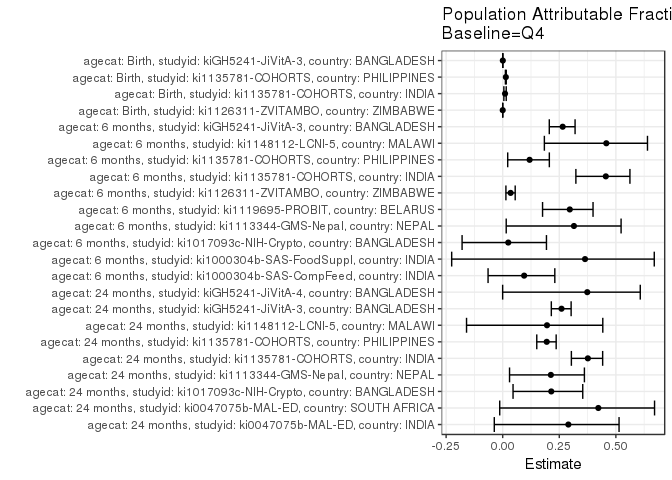 Population Attributable Fracti
Baseline=Q4
agecat: Birth, studyid: kiGH5241-JiVitA-3, country: BANGLADESH
agecat: Birth, studyid: ki1135781-COHORTS, country: PHILIPPINES
agecat: Birth, studyid: ki1135781-COHORTS, country: INDIA
agecat: Birth, studyid: ki1126311-ZVITAMBO, country: ZIMBABWE
agecat: 6 months, studyid: kiGH5241-JiVitA-3, country: BANGLADESH
agecat: 6 months, studyid: ki1148112-LCNI-5, country: MALAWI
agecat: 6 months, studyid: ki1135781-COHORTS, country: PHILIPPINES
agecat: 6 months, studyid: ki1135781-COHORTS, country: INDIA
agecat: 6 months, studyid: ki1126311-ZVITAMBO, country: ZIMBABWE
agecat: 6 months, studyid: ki1119695-PROBIT, country: BELARUS
agecat: 6 months, studyid: ki1113344-GMS-Nepal, country: NEPAL
agecat: 6 months, studyid: ki1017093c-NIH-Crypto, country: BANGLADESH
agecat: 6 months, studyid: ki1000304b-SAS-FoodSuppl, country: INDIA
agecat: 6 months, studyid: ki1000304b-SAS-CompFeed, country: INDIA
agecat: 24 months, studyid: kiGH5241-JiVitA-4, country: BANGLADESH
agecat: 24 months, studyid: kiGH5241-JiVitA-3, country: BANGLADESH
agecat: 24 months, studyid: ki1148112-LCNI-5, country: MALAWI
agecat: 24 months, studyid: ki1135781-COHORTS, country: PHILIPPINES
agecat: 24 months, studyid: ki1135781-COHORTS, country: INDIA
agecat: 24 months, studyid: ki1113344-GMS-Nepal, country: NEPAL
agecat: 24 months, studyid: ki1017093c-NIH-Crypto, country: BANGLADESH
agecat: 24 months, studyid: ki0047075b-MAL-ED, country: SOUTH AFRICA
agecat: 24 months, studyid: ki0047075b-MAL-ED, country: INDIA
-0.25 0.00 0.25 0.50
Estimate